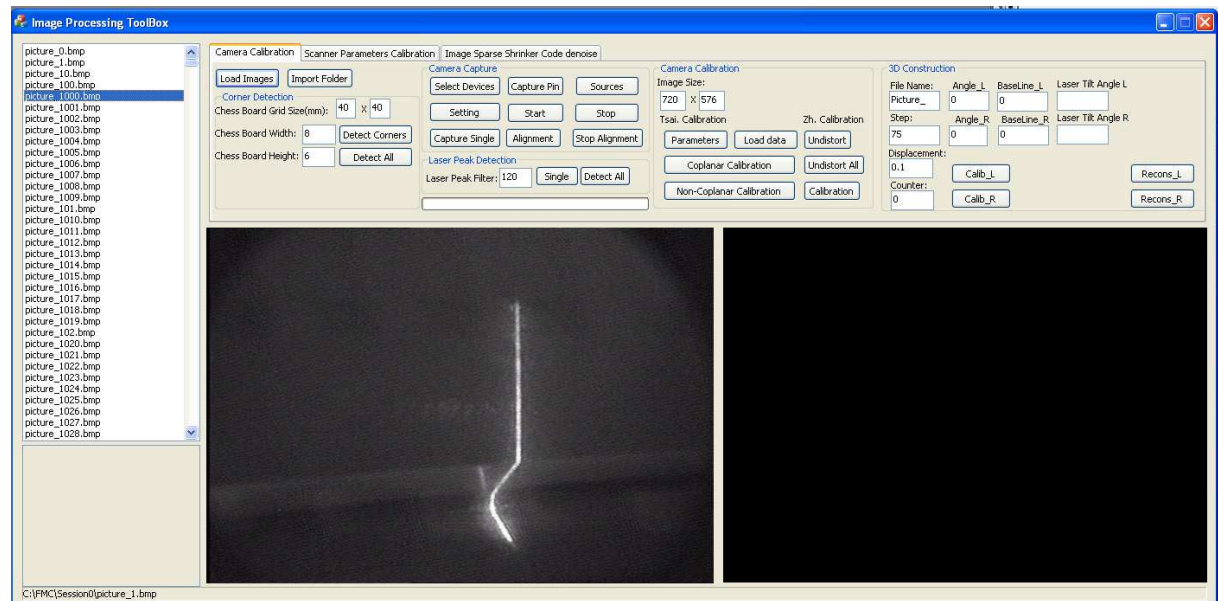 Image Processing ToolBox
picture_0.bmp
picture_1.bmp
picture_10.bmp
picture_100.bmp
picture_1000.bmp
picture_1001.bmp
picture_1002.bmp
picture_1003.bmp
picture_1004.bmp
picture_1005.bmp
picture_1006.bmp
picture_1007.bmp
picture_1008.bmp
picture_1009.bmp
picture_101.bmp
picture_1010.bmp
picture_1011.bmp
picture_1012.bmp
picture_1013.bmp
picture_1014.bmp
picture_1015.bmp
picture_1016.bmp
picture_1017.bmp
picture_1018.bmp
picture_1019.bmp
picture_102.bmp
picture_1020.bmp
picture_1021.bmp
picture_1022.bmp
picture_1023.bmp
picture_1024.bmp
picture_1025.bmp
picture_1026.bmp
picture_1027.bmp
picture_1028.bmp
Camera Calibration Scanner Parameters Calibration Image Sparse Shrinker Code denoise
Load Images Import Folder
Corner Detection
Chess Board Grid Size(mm): 40 X 40
Chess Board Width: 8 Detect Corners
Chess Board Height: 6 Detect All
Camera Capture
Select Devices Capture Pin Sources
Setting Start Stop
Capture Single Alignment Stop Alignment
Laser Peak Detection
Laser Peak Filter: 120 Single Detect All
Camera Calibration
Image Size:
720 X 576
Tsai. Calibration Zh. Calibration
Parameters Load data Undistort
Coplanar Calibration Undistort All
Non-Coplanar Calibration Calibration
3D Construction
File Name: Angle_L BaseLine_L Laser Tilt Angle L
Picture_ 0 0
Step: Angle_R BaseLine_R Laser Tilt Angle R
75 0 0
Displacement:
0.1 Calib_L Recons_L
Counter:
0 Calib_R Recons_R
C:\FMC\Session0\picture_1.bmp